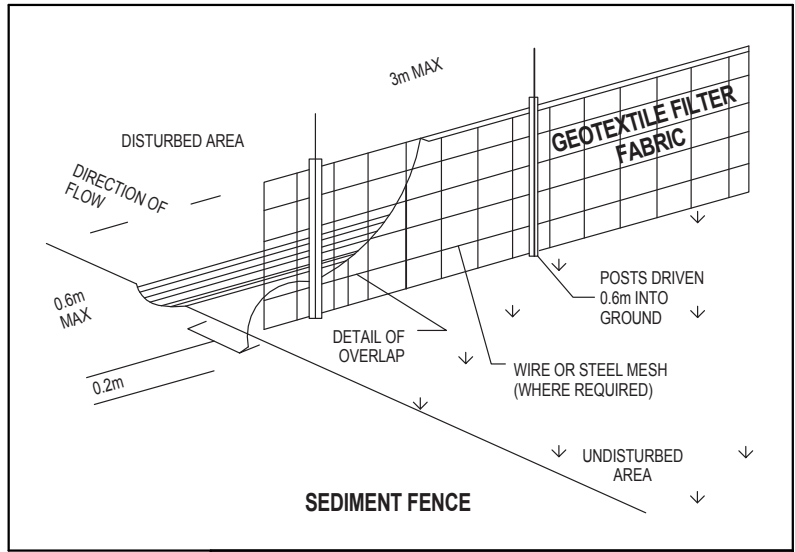 3m MAX
GEOTEXTILE FILTER
FABRIC
DISTURBED AREA
DIRECTION OF
FLOW
0.6m
MAX
POSTS DRIVEN
0.6m INTO
GROUND
DETAIL OF
OVERLAP
WIRE OR STEEL MESH
(WHERE REQUIRED)
0.2m
UNDISTURBED
AREA
SEDIMENT FENCE